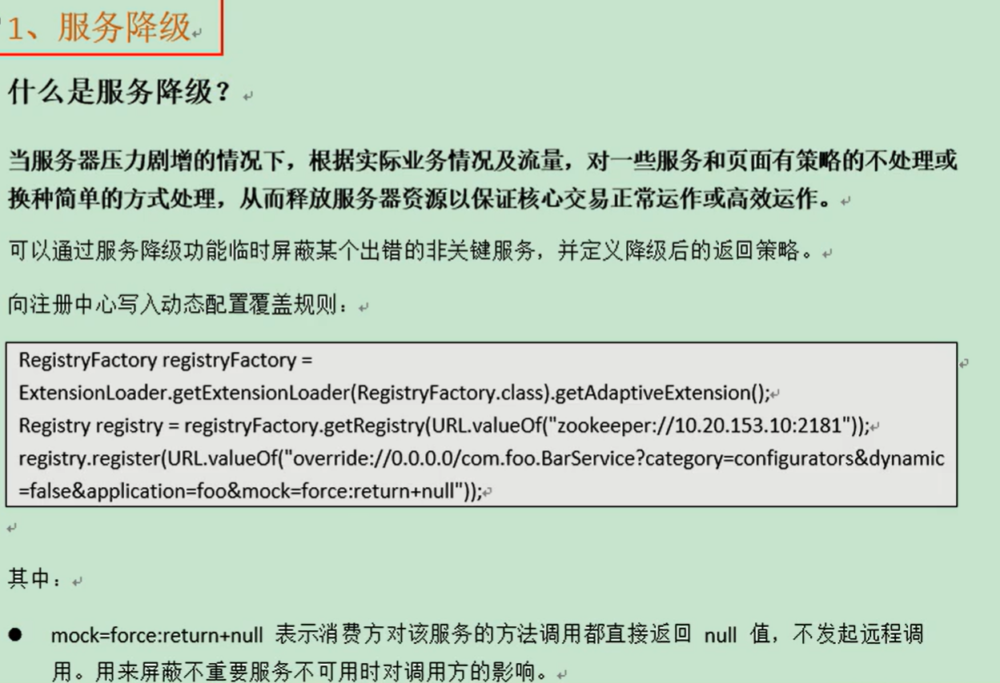 1、服务降级
什么是服务降级？
当服务器压力剧增的情况下，根据实际业务情况及流量，对一些服务和页面有策略的不处理或
换种简单的方式处理，从而释放服务器资源以保证核心交易正常运作或高效运作。
可以通过服务降级功能临时屏蔽某个出错的非关键服务，并定义降级后的返回策略。
向注册中心写入动态配置覆盖规则：
RegistryFactory registryFactory =
ExtensionLoader.getExtensionLoader(RegistryFactory.class).getAdaptiveExtension();
Registry registry = registryFactory.getRegistry(URL.valueOf("zookeeper://10.20.153.10:2181"));
registry.register(URL.valueOf("override://0.0.0.0/com.foo.BarService?category=configurators&dynamic
=false&application=foo&mock=force:return+null"));
其中：
● mock=force:return+null 表示消费方对该服务的方法调用都直接返回 null 值，不发起远程调
用。用来屏蔽不重要服务不可用时对调用方的影响。